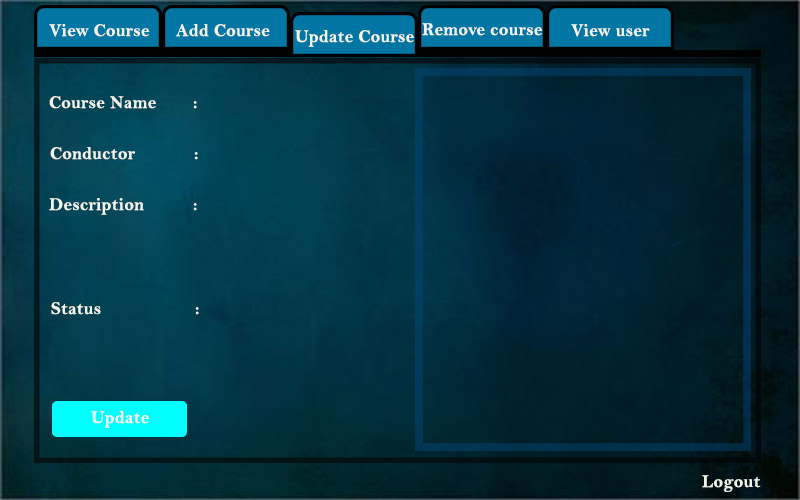 View Course
Add Course
Update Course
Remove course
View user
Course Name :
Conductor :
Description :
Status :
Update
Logout